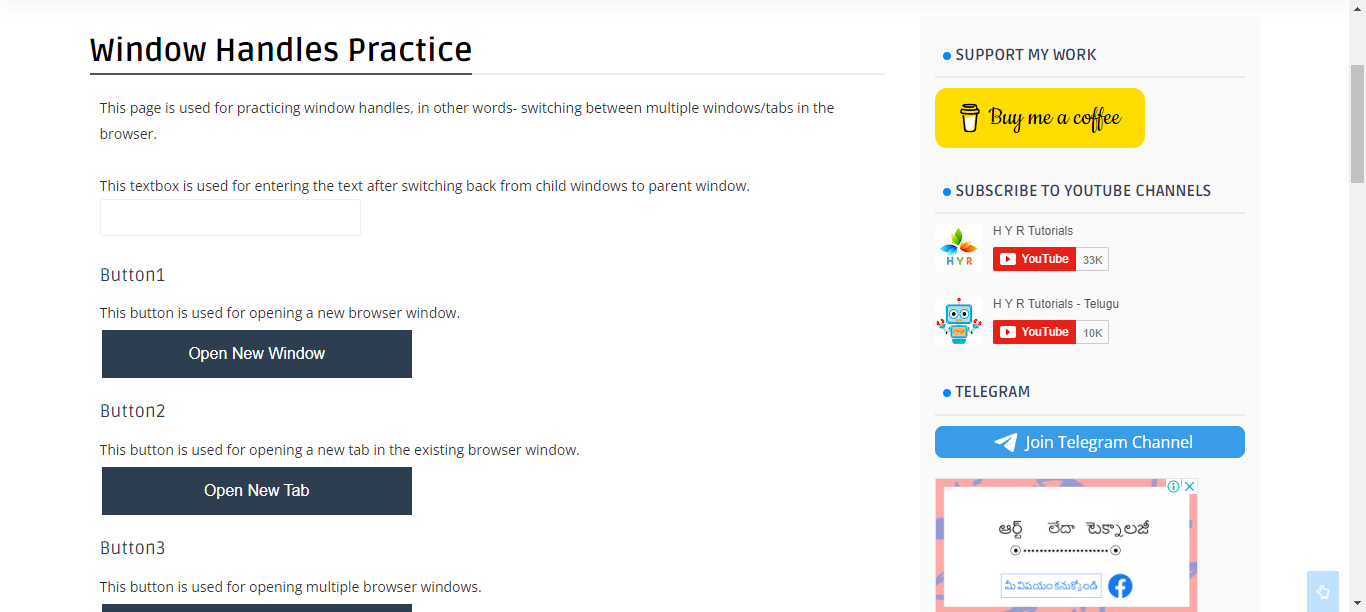 Window Handles Practice
This page is used for practicing window handles, in other words- switching between multiple windows/tabs in the
browser.
This textbox is used for entering the text after switching back from child windows to parent window.
Button1
This button is used for opening a new browser window.
Open New Window
Button2
This button is used for opening a new tab in the existing browser window.
Open New Tab
Button3
This button is used for opening multiple browser windows.
SUPPORT MY WORK
Buy me a coffee
SUBSCRIBE TO YOUTUBE CHANNELS
H Y R Tutorials
H Y R
YouTube 33K
H Y R Tutorials - Telugu
YouTube 10K
TELEGRAM
Join Telegram Channel
ఆర్ట్ లేదా టెక్నాలజీ
మీ విషయం కనుక్కోండి